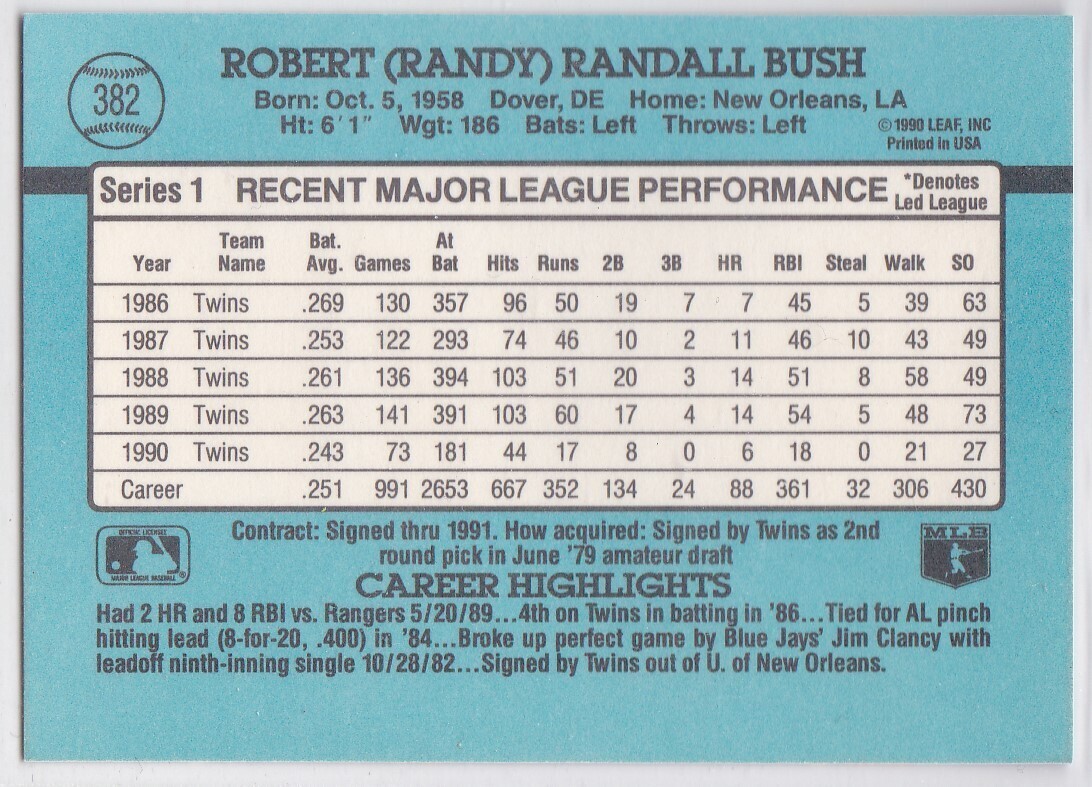 382
ROBERT (RANDY) RANDALL BUSH
Born: Oct. 5, 1958 Dover, DE Home: New Orleans, LA
Ht: 6'1" Wgt: 186 Bats: Left Throws: Left
©1990 LEAF, INC
Printed in USA
Series 1 RECENT MAJOR LEAGUE PERFORMANCE *Denotes Led League
Year Team Name Bat. Avg. Games At Bat Hits Runs 2B 3B HR RBI Steal Walk SO
1986 Twins .269 130 357 96 50 19 7 7 45 5 39 63
1987 Twins .253 122 293 74 46 10 2 11 46 10 43 49
1988 Twins .261 136 394 103 51 20 3 14 51 8 58 49
1989 Twins .263 141 391 103 60 17 4 14 54 5 48 73
1990 Twins .243 73 181 44 17 8 0 6 18 0 21 27
Career .251 991 2653 667 352 134 24 88 361 32 306 430
OFFICIAL LICENSEE
MAJOR LEAGUE BASEBALL®
Contract: Signed thru 1991. How acquired: Signed by Twins as 2nd
round pick in June '79 amateur draft
MLB
CAREER HIGHLIGHTS
Had 2 HR and 8 RBI vs. Rangers 5/20/89...4th on Twins in batting in '86...Tied for AL pinch
hitting lead (8-for-20, .400) in '84...Broke up perfect game by Blue Jays' Jim Clancy with
leadoff ninth-inning single 10/28/82...Signed by Twins out of U. of New Orleans.